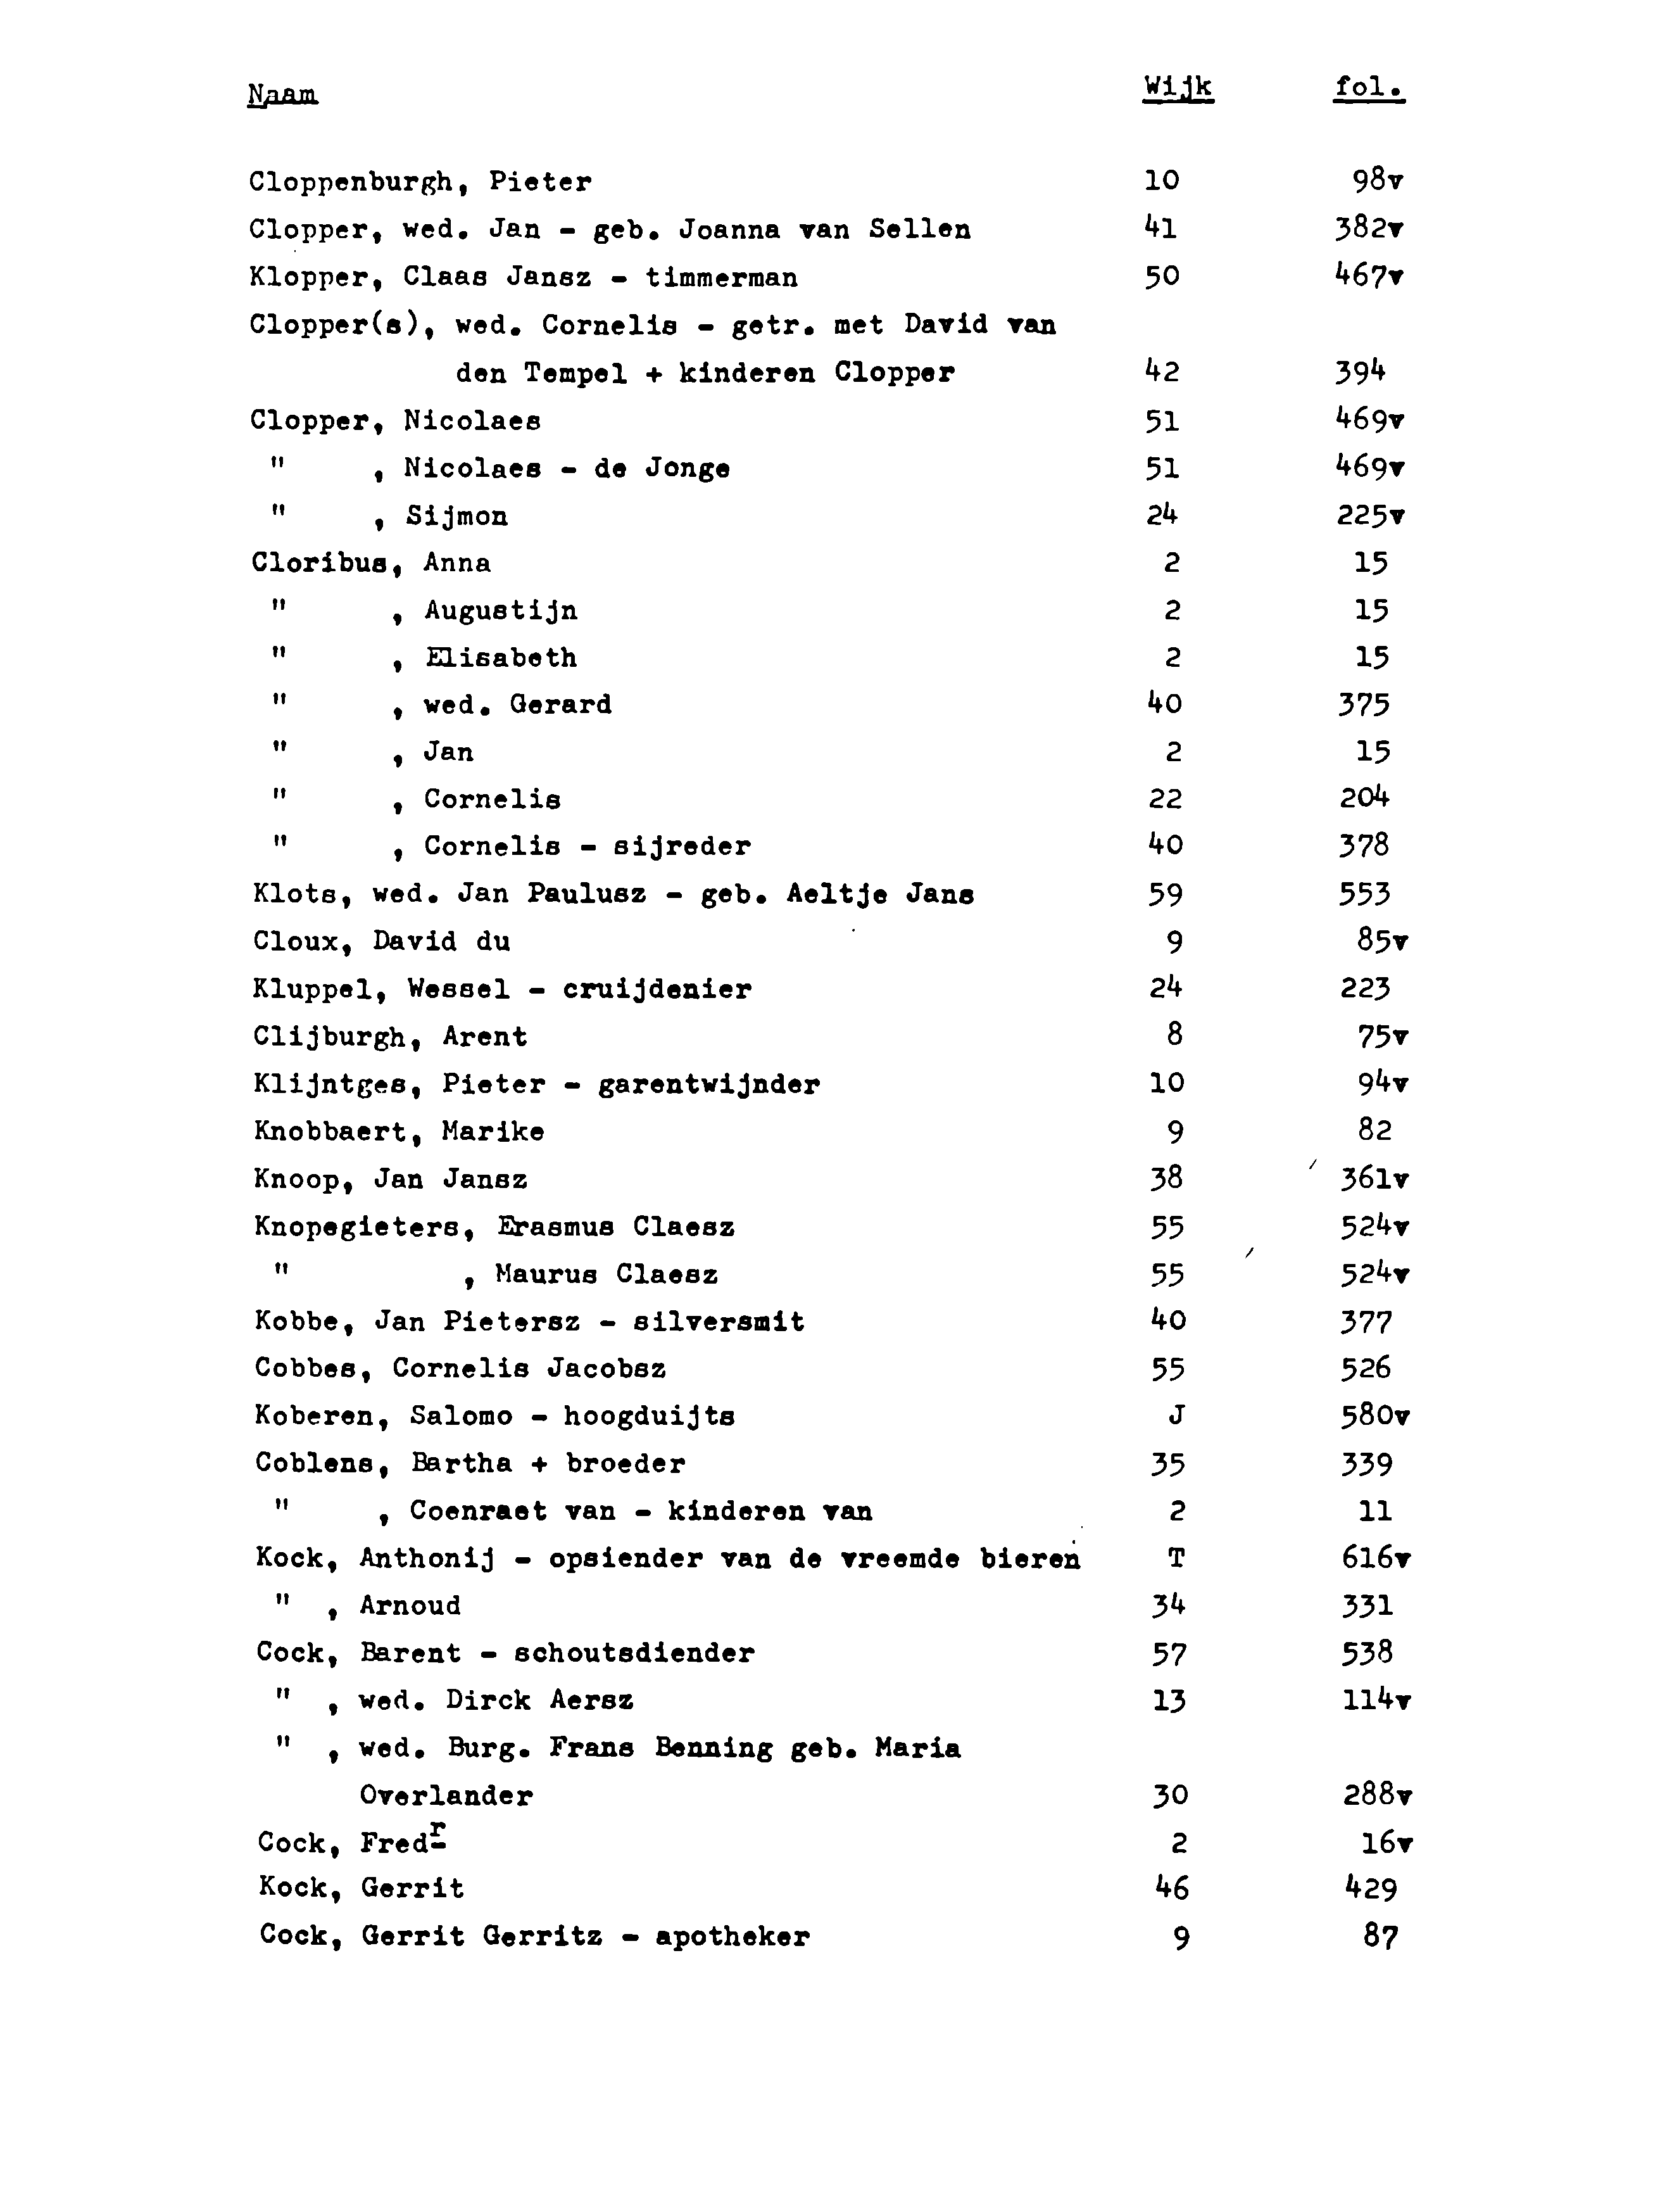 Naam Wijk fol.
Cloppenburgh, Pieter 10 98v
Clopper, wed. Jan - geb. Joanna van Sellen 41 382v
Klopper, Claas Jansz - timmerman 50 467v
Clopper(s), wed. Cornelis - getr. met David van
den Tempel + kinderen Clopper 42 394
Clopper, Nicolaes 51 469v
" , Nicolaes - de Jonge 51 469v
" , Sijmon 24 225v
Cloribus, Anna 2 15
" , Augustijn 2 15
" , Elisabeth 2 15
" , wed. Gerard 40 375
" , Jan 2 15
" , Cornelis 22 204
" , Cornelis - sijreder 40 378
Klots, wed. Jan Paulusz - geb. Aeltje Jans 59 553
Cloux, David du 9 85v
Kluppel, Wessel - cruijdenier 24 223
Clijburgh, Arent 8 75v
Klijntges, Pieter - garentwijnder 10 94v
Knobbaert, Marike 9 82
Knoop, Jan Jansz 38 361v
Knopegieters, Erasmus Claesz 55 524v
" , Maurus Claesz 55 524v
Kobbe, Jan Pietersz - silversmit 40 377
Cobbes, Cornelis Jacobsz 55 526
Koberen, Salomo - hoogduijts J 580v
Coblens, Bartha + broeder 35 339
" , Coenraet van - kinderen van 2 11
Kock, Anthonij - opsiender van de vreemde bieren T 616v
" , Arnoud 34 331
Cock, Barent - schoutsdiender 57 538
" , wed. Dirck Aersz 13 114v
" , wed. Burg. Frans Benning geb. Maria
Overlander 30 288v
Cock, Fredr 2 16v
Kock, Gerrit 46 429
Cock, Gerrit Gerritz - apotheker 9 87